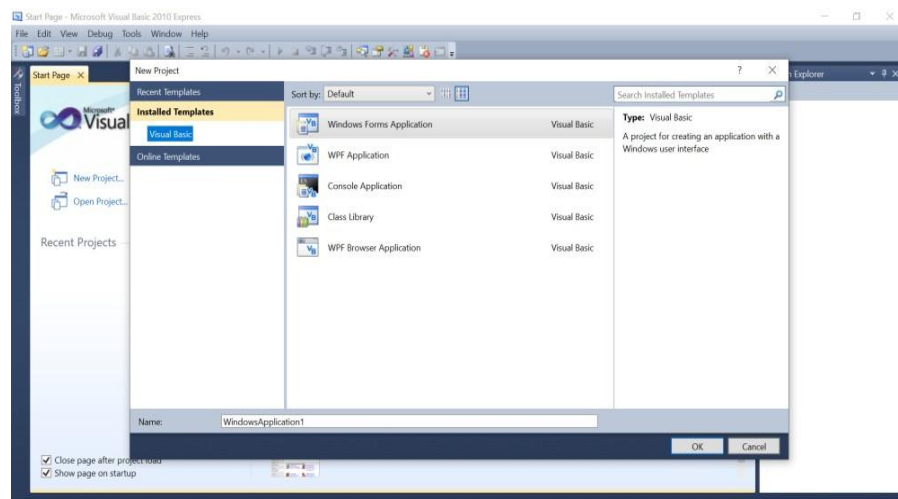 Start Page - Microsoft Visual Basic 2010 Express
File Edit View Debug Tools Window Help
Toolbox
Start Page
New Project
?
Explorer
Recent Templates
Installed Templates
Visual Basic
Online Templates
Sort by: Default
Search Installed Templates
Windows Forms Application Visual Basic
WPF Application Visual Basic
Console Application Visual Basic
Class Library Visual Basic
WPF Browser Application Visual Basic
Type: Visual Basic
A project for creating an application with a
Windows user interface
Microsoft
Visual
New Project...
Open Project...
Recent Projects
Name: WindowsApplication1
OK Cancel
Close page after project load
Show page on startup